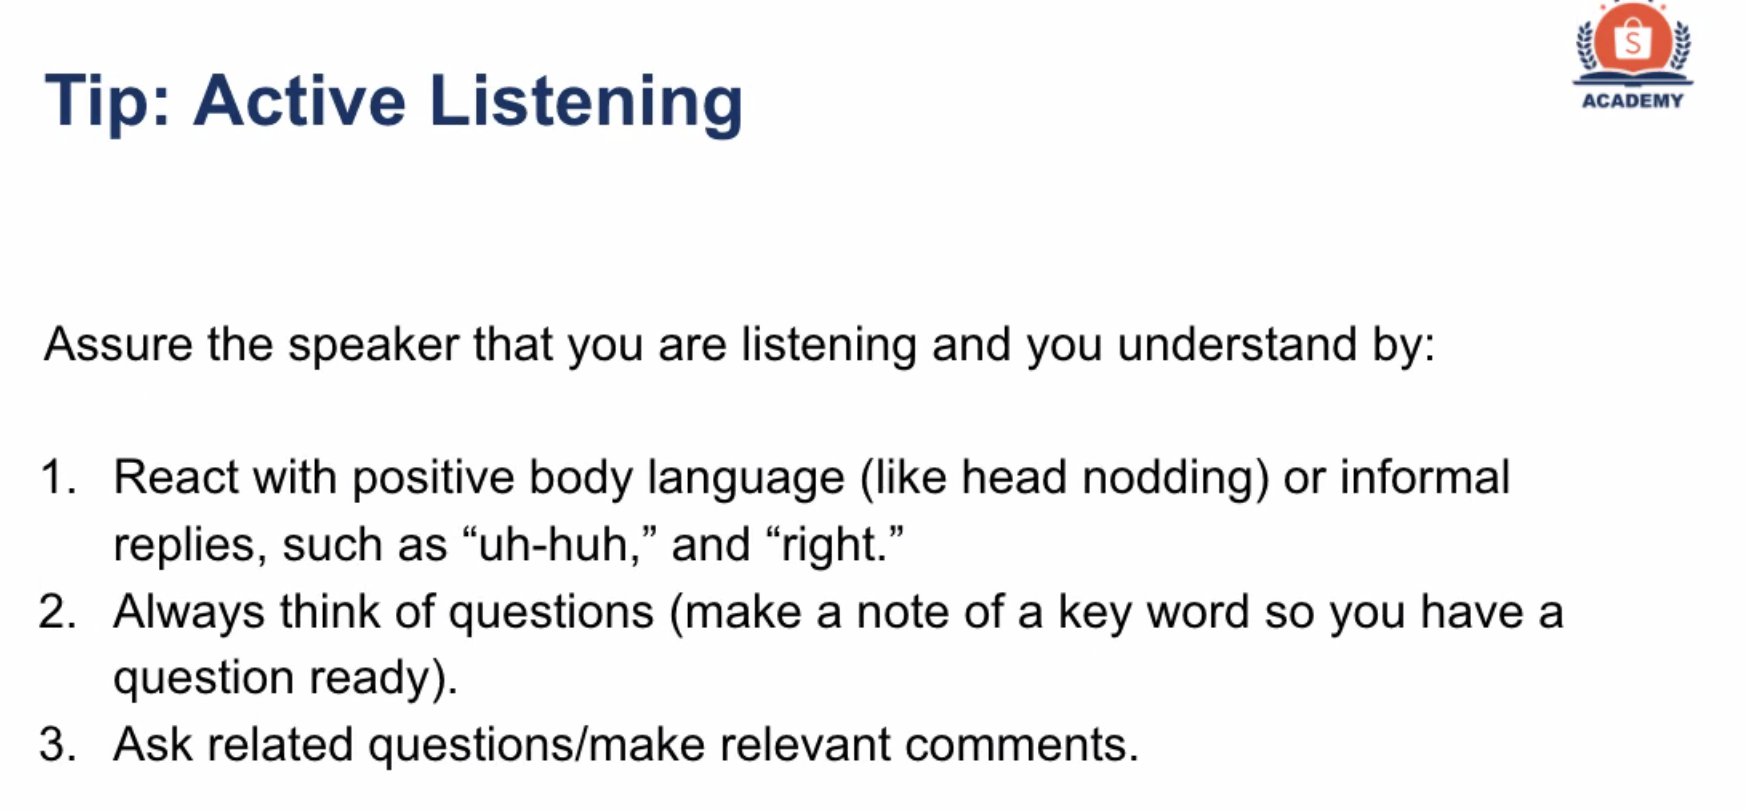 ACADEMY
Tip: Active Listening
Assure the speaker that you are listening and you understand by:
1. React with positive body language (like head nodding) or informal
replies, such as “uh-huh,” and “right.”
2. Always think of questions (make a note of a key word so you have a
question ready).
3. Ask related questions/make relevant comments.